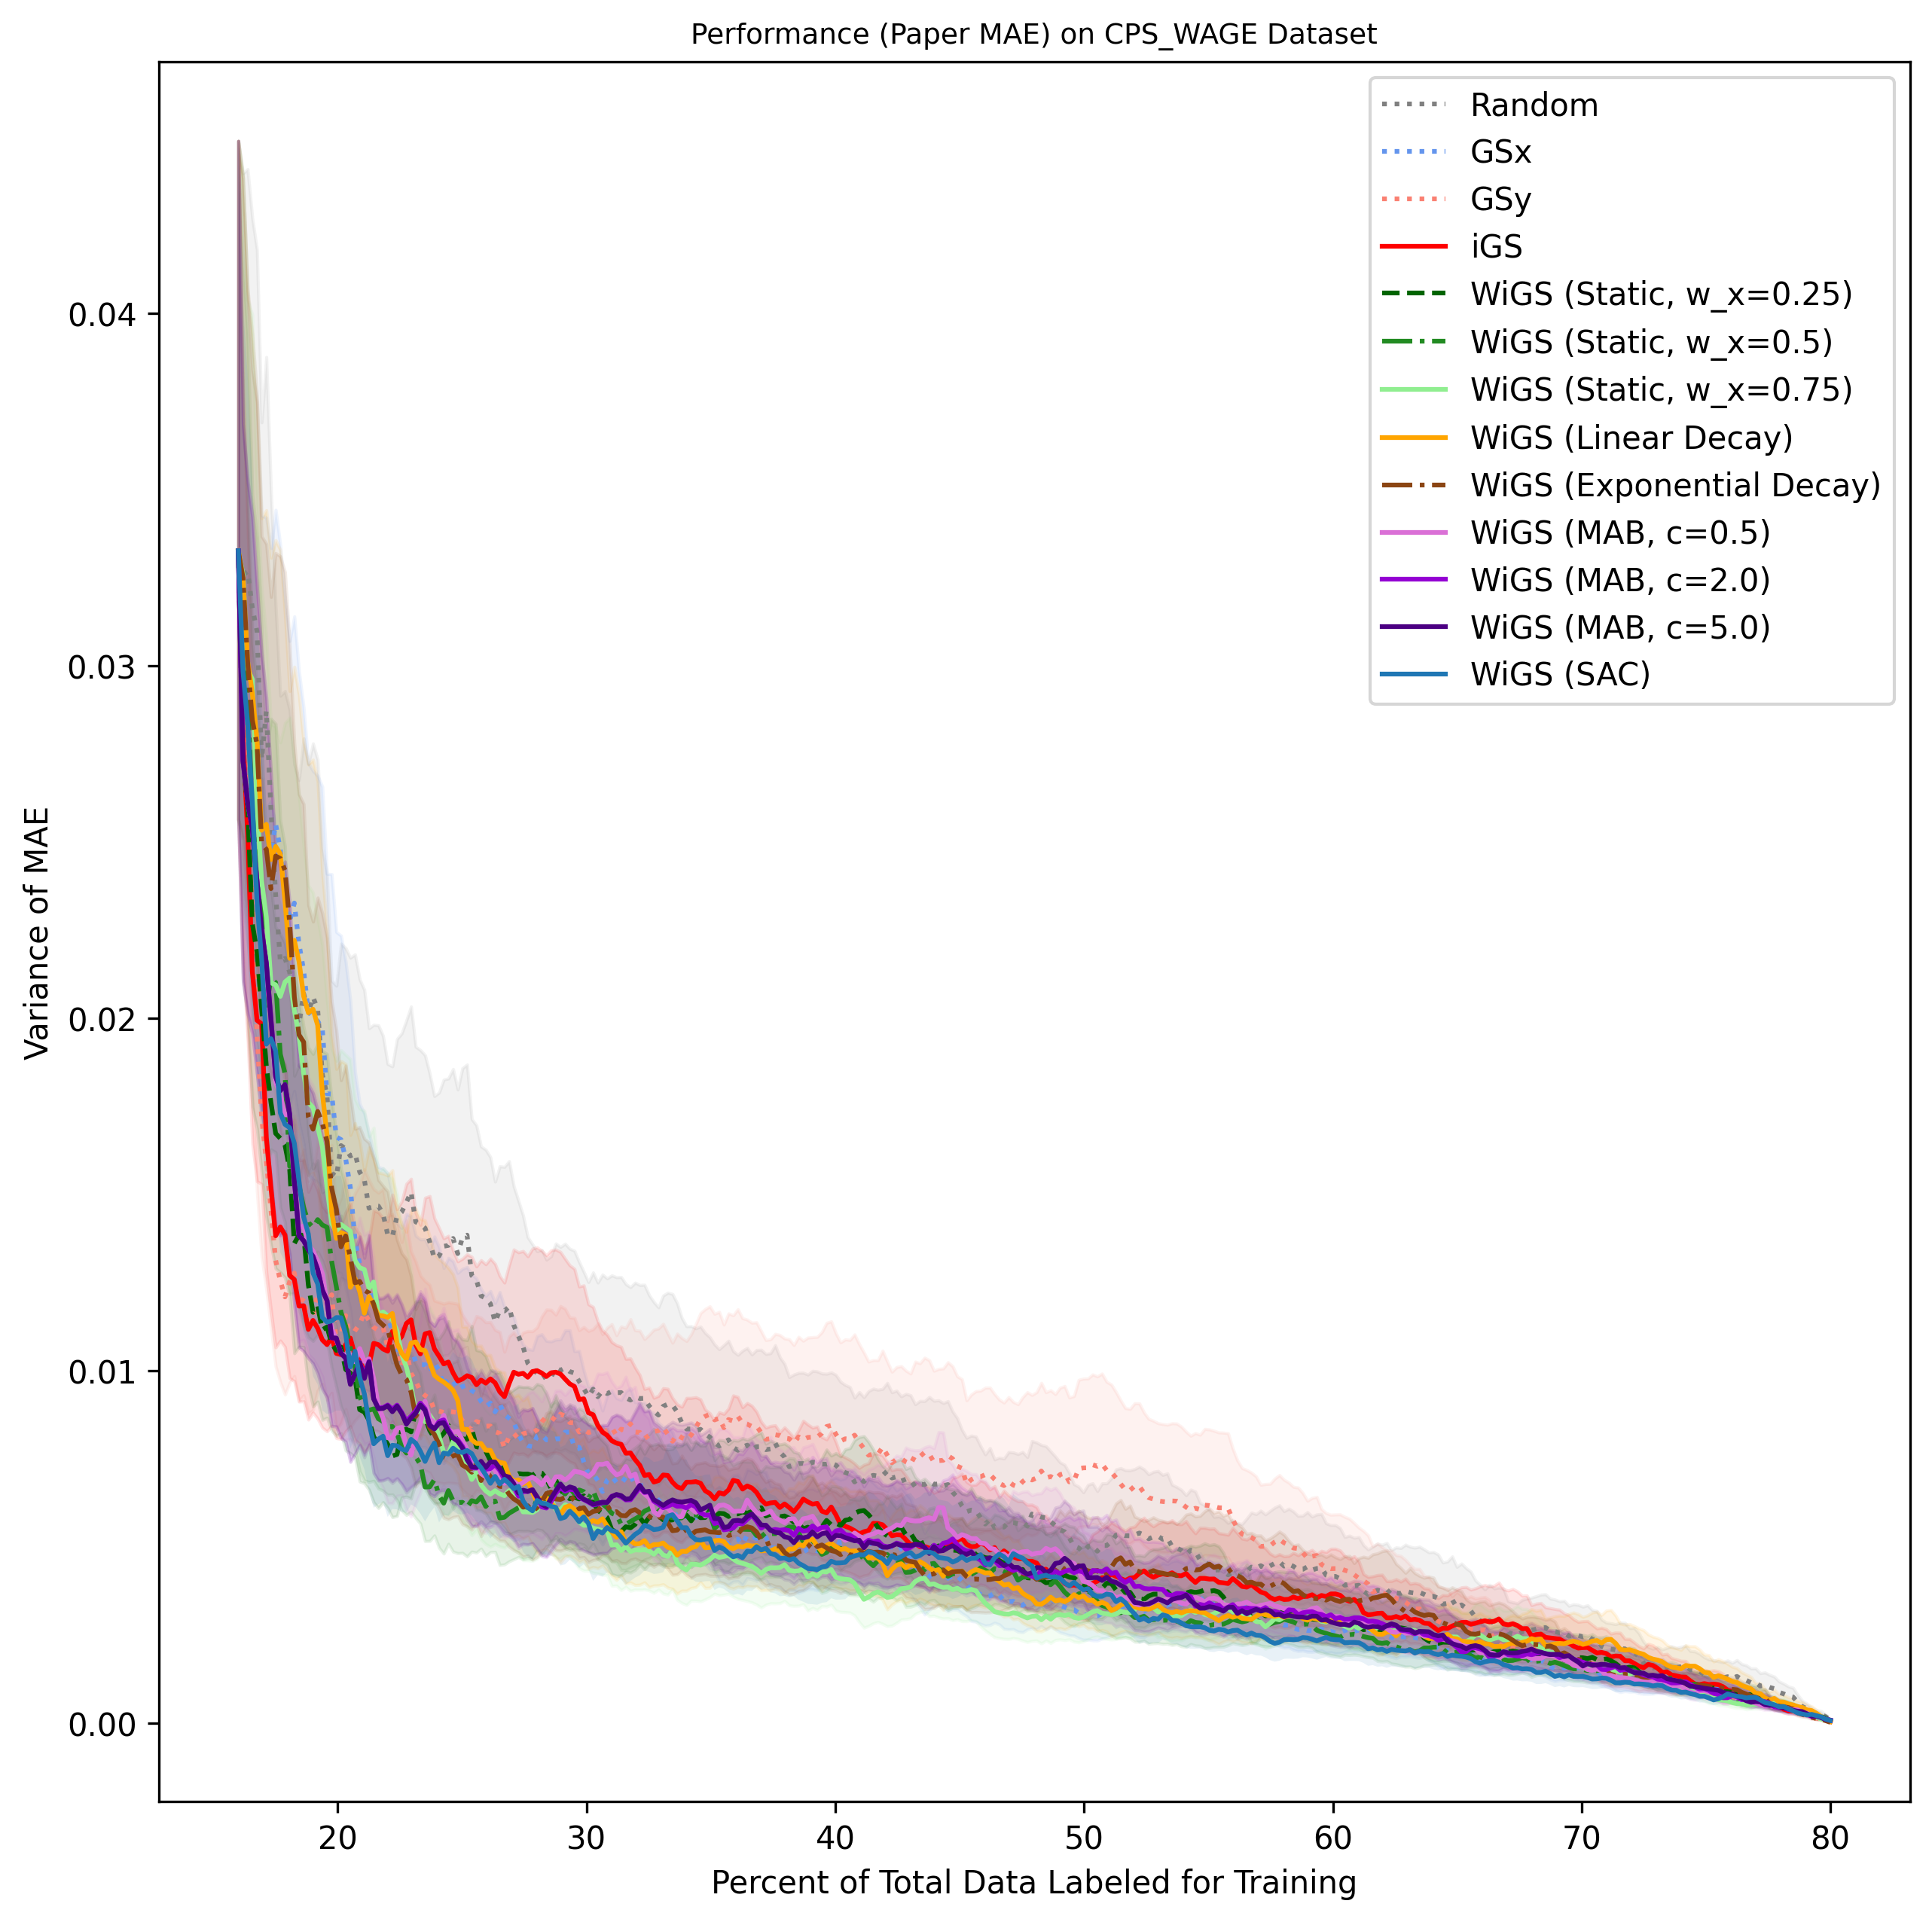 Performance (Paper MAE) on CPS_WAGE Dataset
Random
GSx
GSy
iGS
WiGS (Static, w_x=0.25)
WiGS (Static, w_x=0.5)
WiGS (Static, w_x=0.75)
WiGS (Linear Decay)
WiGS (Exponential Decay)
WiGS (MAB, c=0.5)
WiGS (MAB, c=2.0)
WiGS (MAB, c=5.0)
WiGS (SAC)
Variance of MAE
0.04
0.03
0.02
0.01
0.00
20 30 40 50 60 70 80
Percent of Total Data Labeled for Training